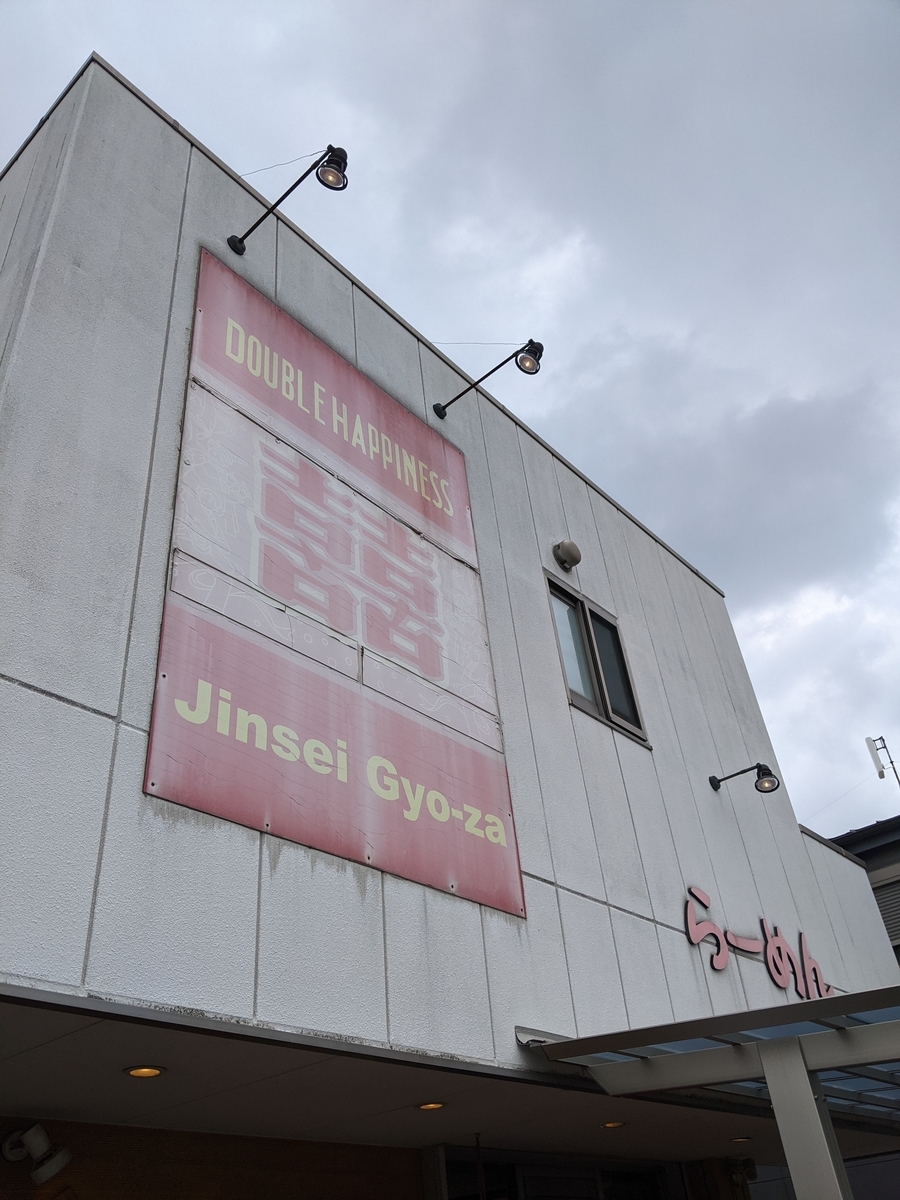 DOUBLE HAPPINESS
囍
Jinsei Gyo-za
らーめん